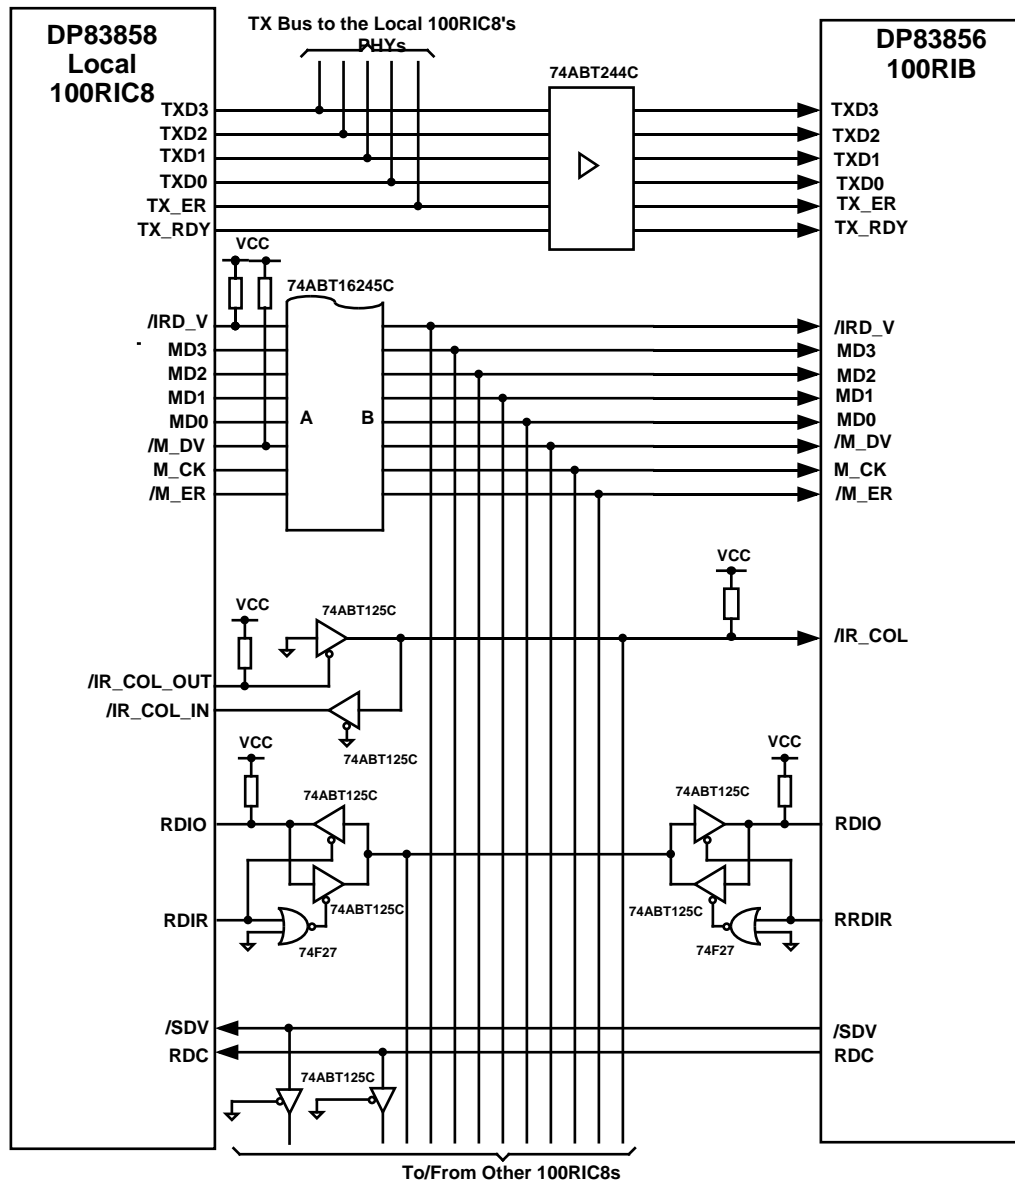 TX Bus to the Local 100RIC8's
PHYs
DP83858
Local
100RIC8
DP83856
100RIB
74ABT244C
TXD3
TXD2
TXD1
TXD0
TX_ER
TX_RDY
TXD3
TXD2
TXD1
TXD0
TX_ER
TX_RDY
VCC
74ABT16245C
/IRD_V
MD3
MD2
MD1
MD0
/M_DV
M_CK
/M_ER
A
B
/IRD_V
MD3
MD2
MD1
MD0
/M_DV
M_CK
/M_ER
VCC
VCC
74ABT125C
/IR_COL
/IR_COL_OUT
/IR_COL_IN
74ABT125C
VCC
VCC
74ABT125C
74ABT125C
RDIO
RDIO
74ABT125C
74ABT125C
RDIR
RRDIR
74F27
74F27
/SDV
RDC
/SDV
RDC
74ABT125C
To/From Other 100RIC8s